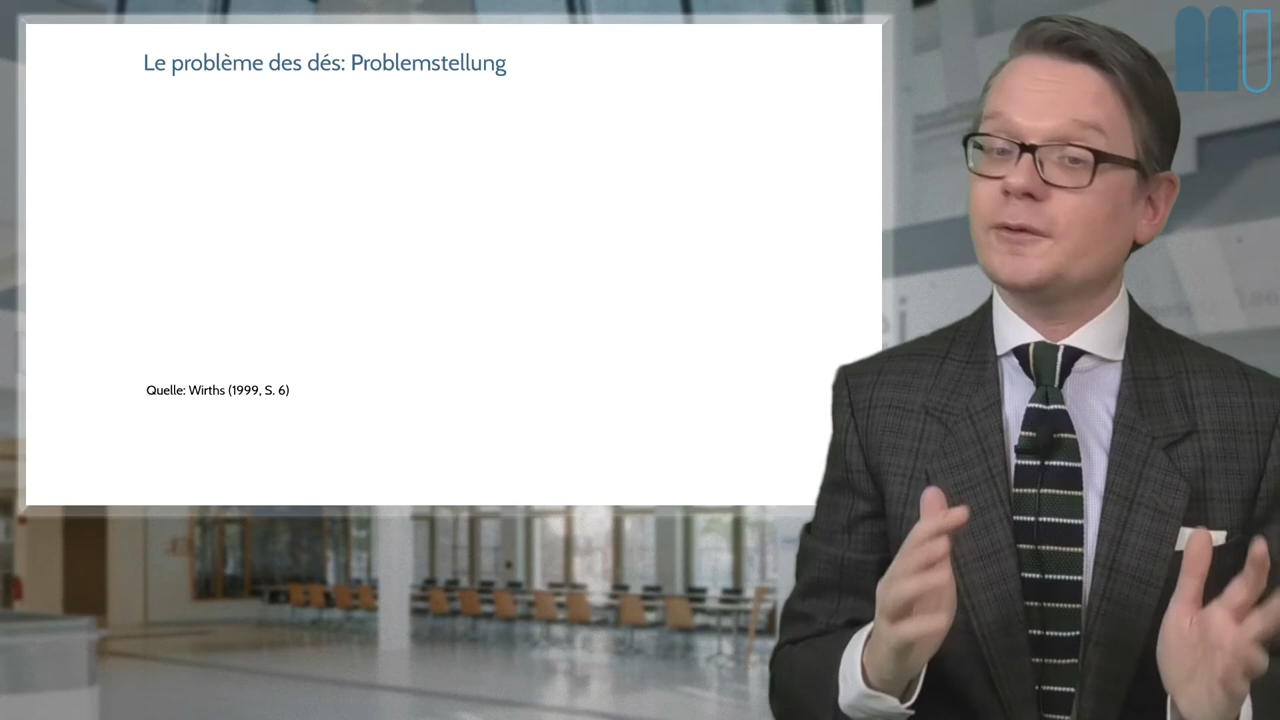 Le problème des dés: Problemstellung
Quelle: Wirths (1999, S. 6)